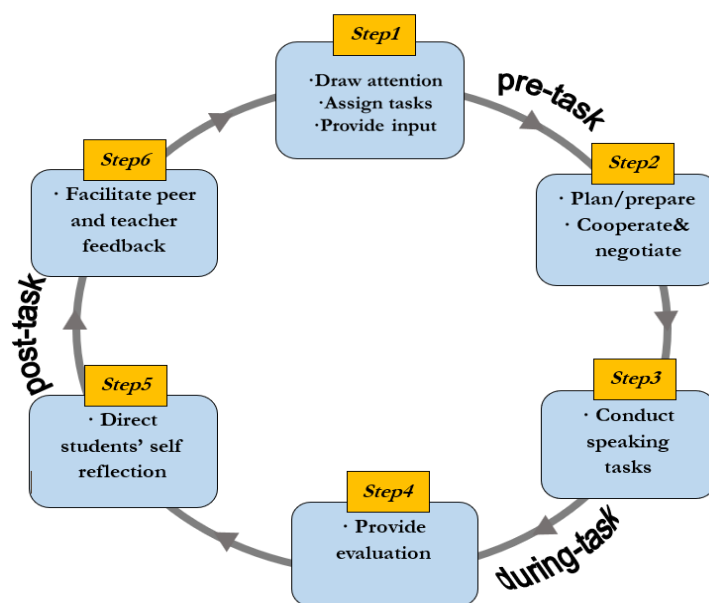 Step1
·Draw attention
·Assign tasks
·Provide input
pre-task
Step2
· Plan/prepare
· Cooperate&
negotiate
Step3
· Conduct
speaking
tasks
during-task
Step4
· Provide
evaluation
Step5
· Direct
students’ self
reflection
post-task
Step6
· Facilitate peer
and teacher
feedback